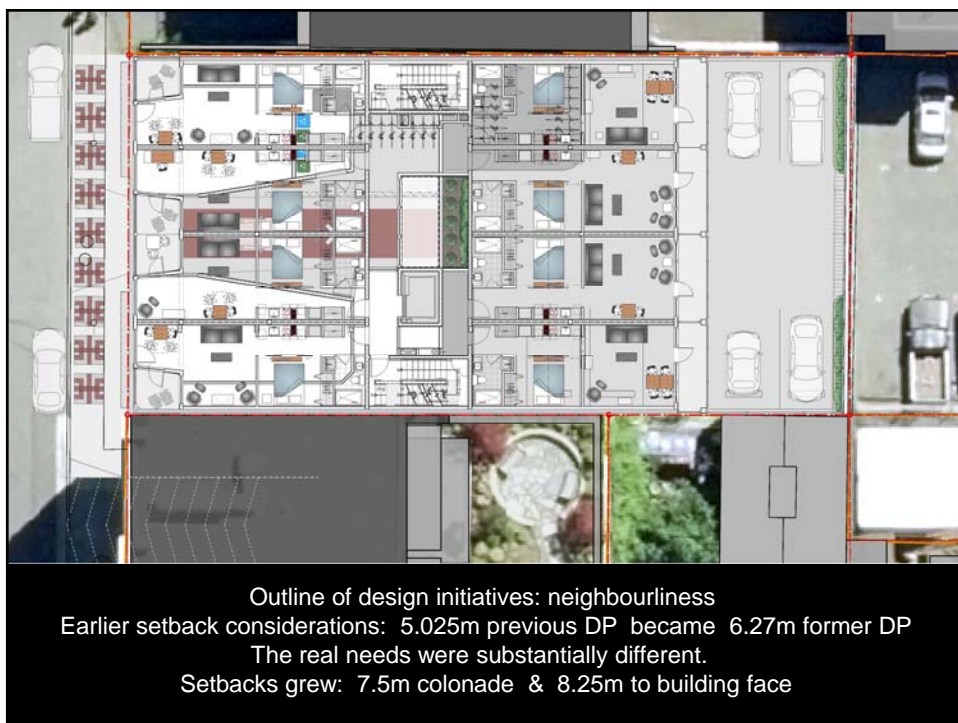 Outline of design initiatives: neighbourliness
Earlier setback considerations:  5.025m previous DP  became  6.27m former DP
The real needs were substantially different.
Setbacks grew:  7.5m colonade  &  8.25m to building face